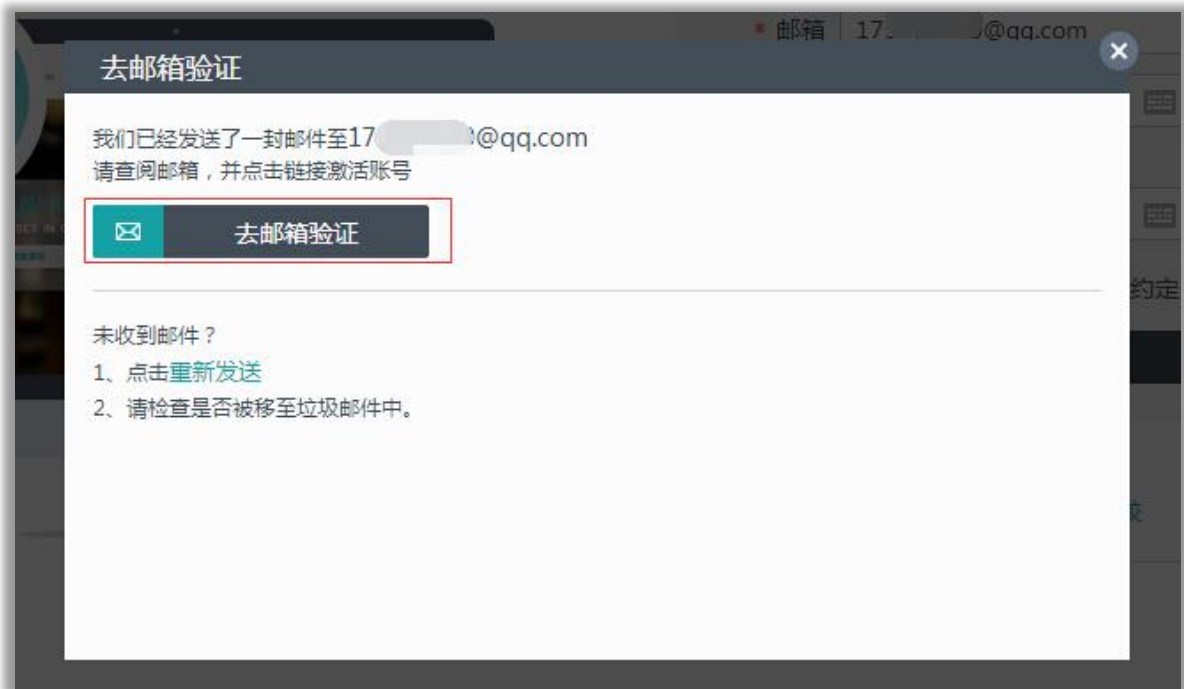 * 邮箱 17 @qq.com
去邮箱验证
我们已经发送了一封邮件至17 @qq.com
请查阅邮箱，并点击链接激活账号
去邮箱验证
约定
未收到邮件？
1、点击重新发送
2、请检查是否被移至垃圾邮件中。